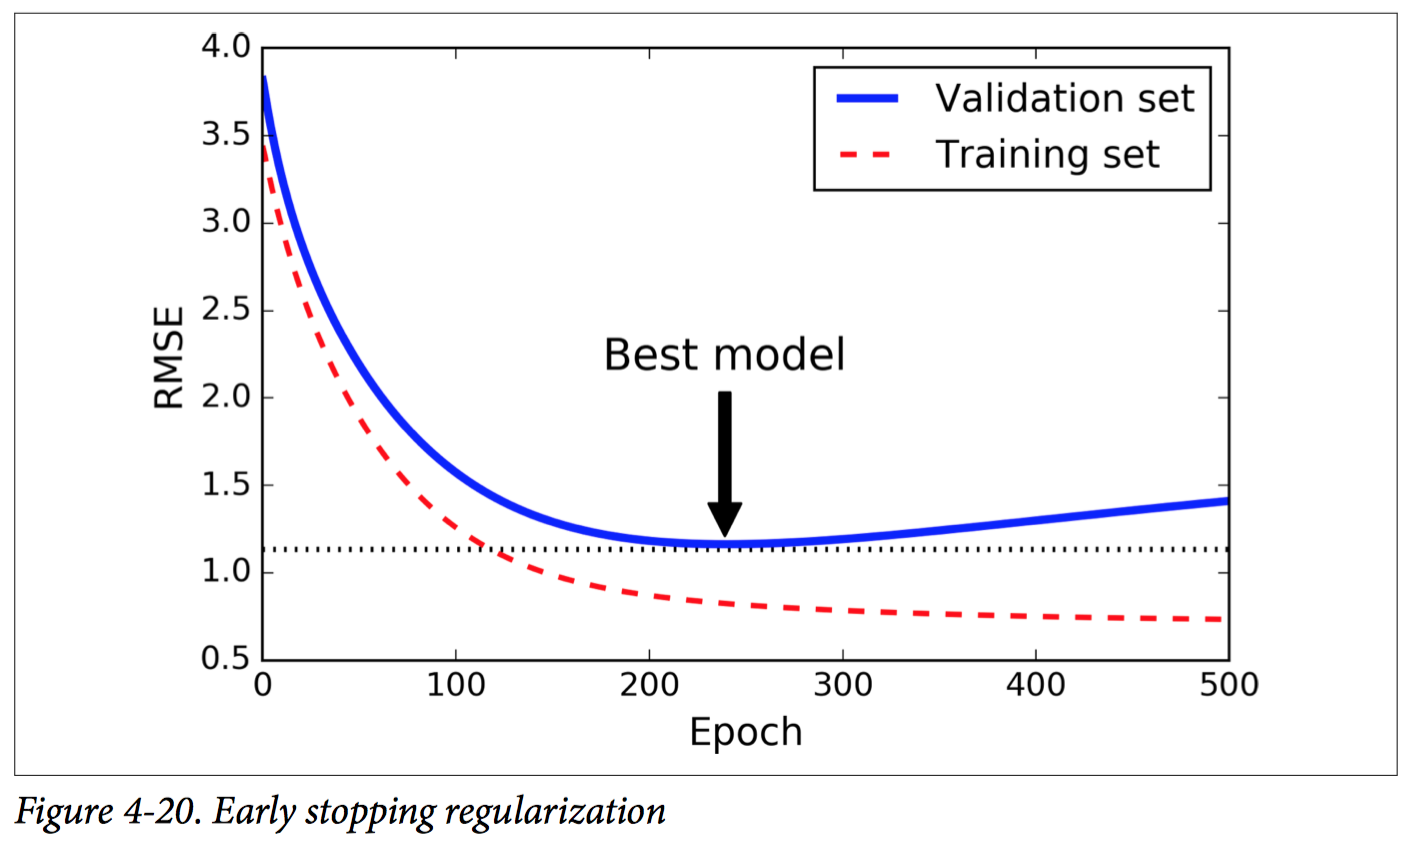 4.0
3.5
3.0
2.5
2.0
1.5
1.0
0.5
RMSE
Validation set
Training set
Best model
0 100 200 300 400 500
Epoch
Figure 4-20. Early stopping regularization